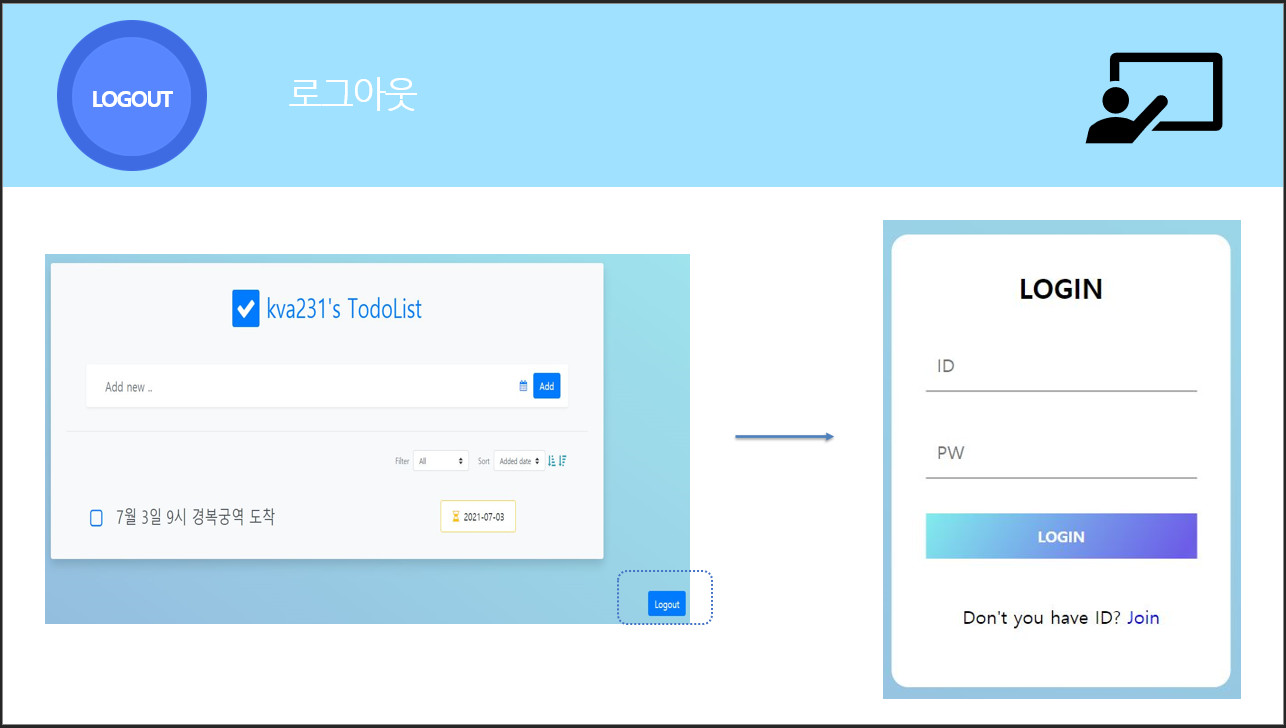 LOGOUT
로그아웃
kva231's TodoList
Add new ..
Add
Filter All Sort Added date
7월 3일 9시 경복궁역 도착
2021-07-03
Logout
LOGIN
ID
PW
LOGIN
Don't you have ID? Join